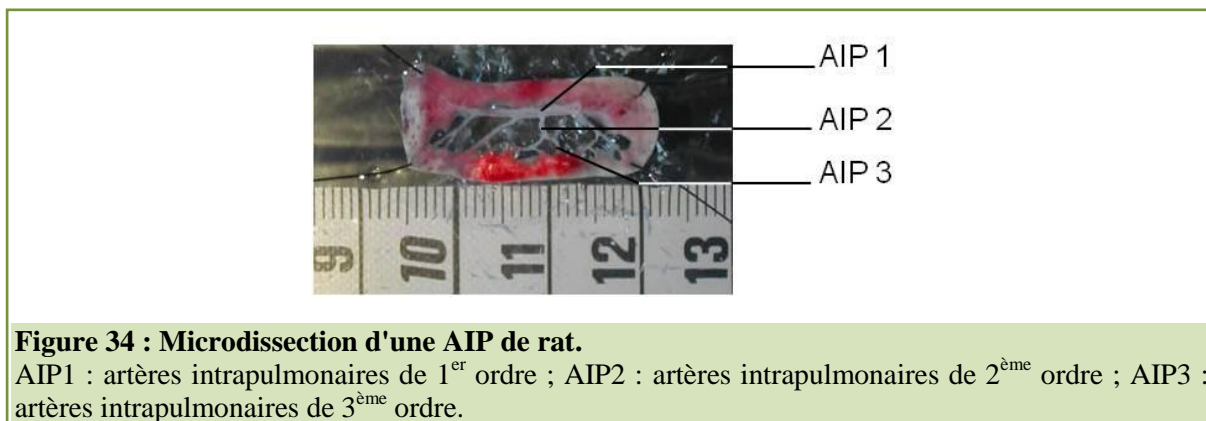 AIP 1
AIP 2
AIP 3
9 10 11 12 13
Figure 34 : Microdissection d'une AIP de rat.
AIP1 : artères intrapulmonaires de 1er ordre ; AIP2 : artères intrapulmonaires de 2ème ordre ; AIP3 :
artères intrapulmonaires de 3ème ordre.